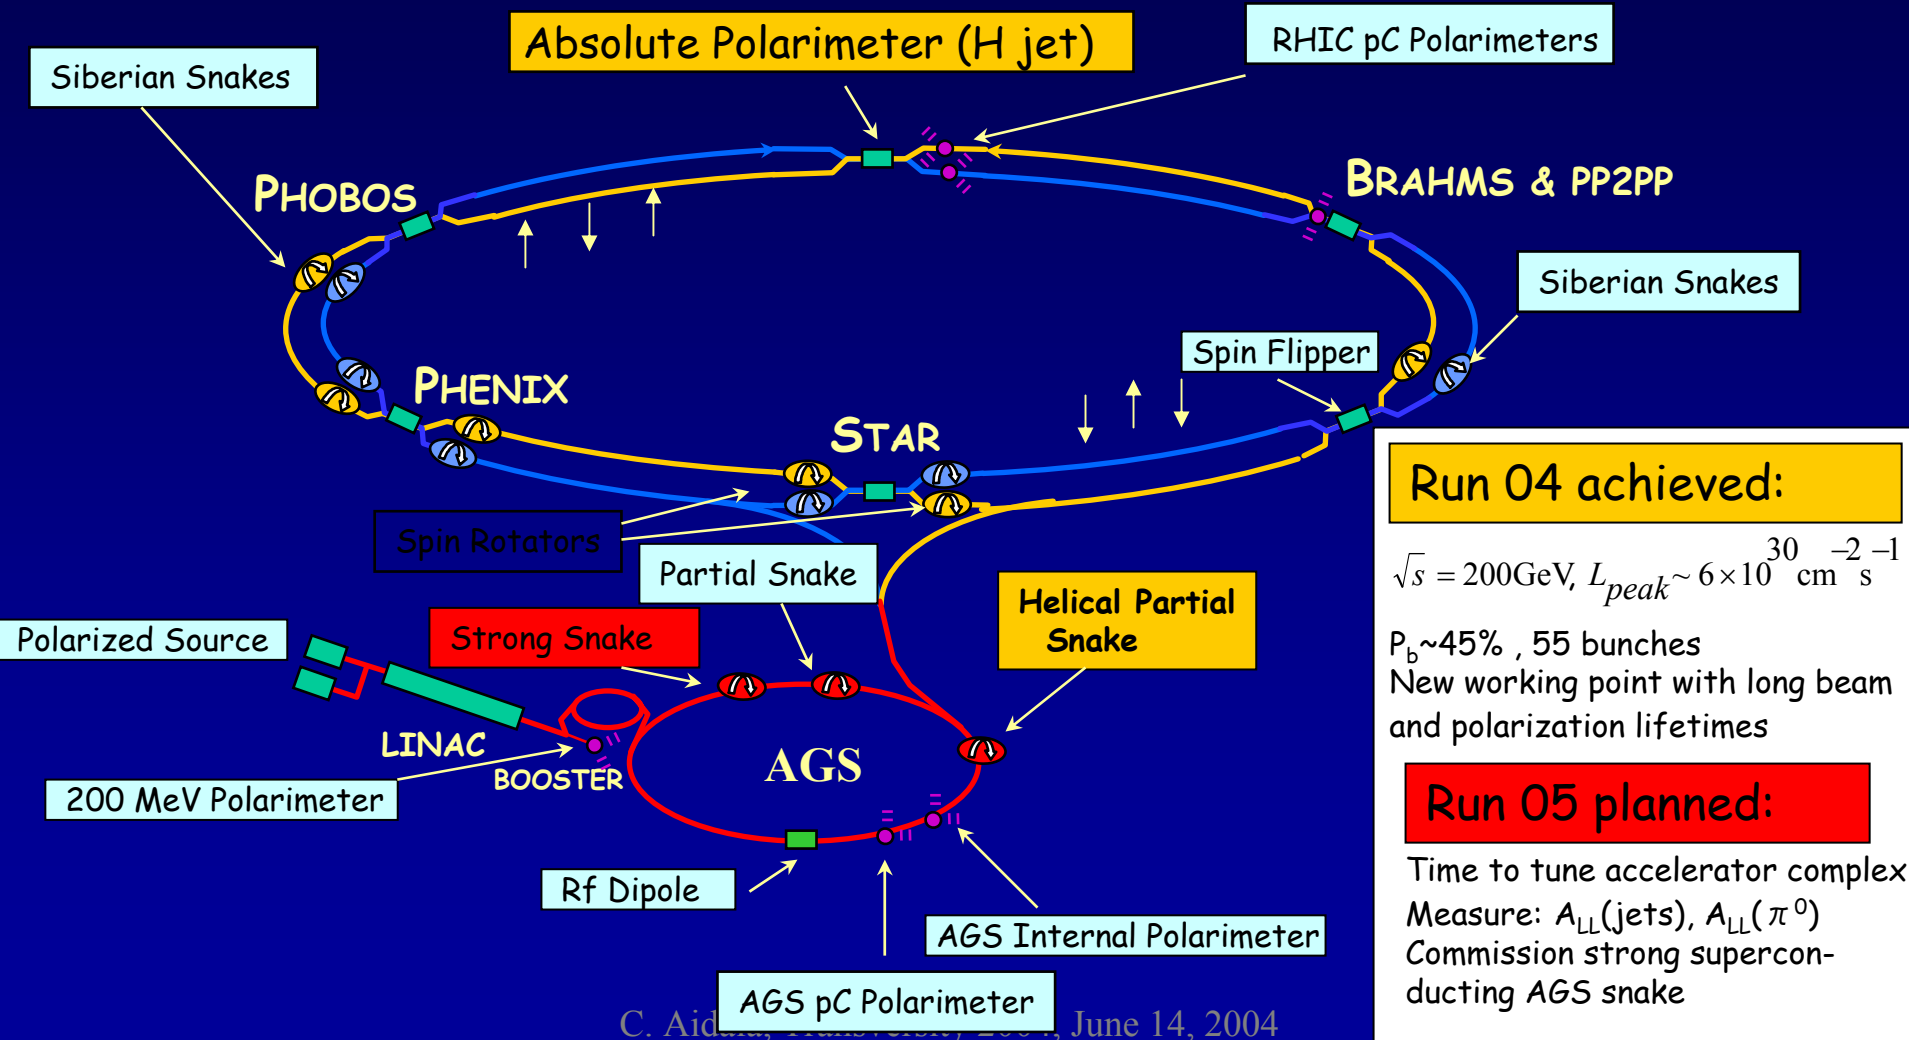 Absolute Polarimeter (H jet)
RHIC pC Polarimeters
Siberian Snakes
PHOBOS
BRAHMS & PP2PP
Siberian Snakes
Spin Flipper
PHENIX
STAR
Spin Rotators
Partial Snake
Helical Partial
Snake
Strong Snake
Polarized Source
LINAC
BOOSTER
AGS
200 MeV Polarimeter
Rf Dipole
AGS Internal Polarimeter
AGS pC Polarimeter
C. Aidala, Transversity 2004, June 14, 2004
Run 04 achieved:
√s = 200GeV, L_peak ~ 6×10^30 cm^−2 s^−1
P_b~45% , 55 bunches
New working point with long beam
and polarization lifetimes
Run 05 planned:
Time to tune accelerator complex
Measure: A_LL(jets), A_LL(π^0)
Commission strong supercon-
ducting AGS snake